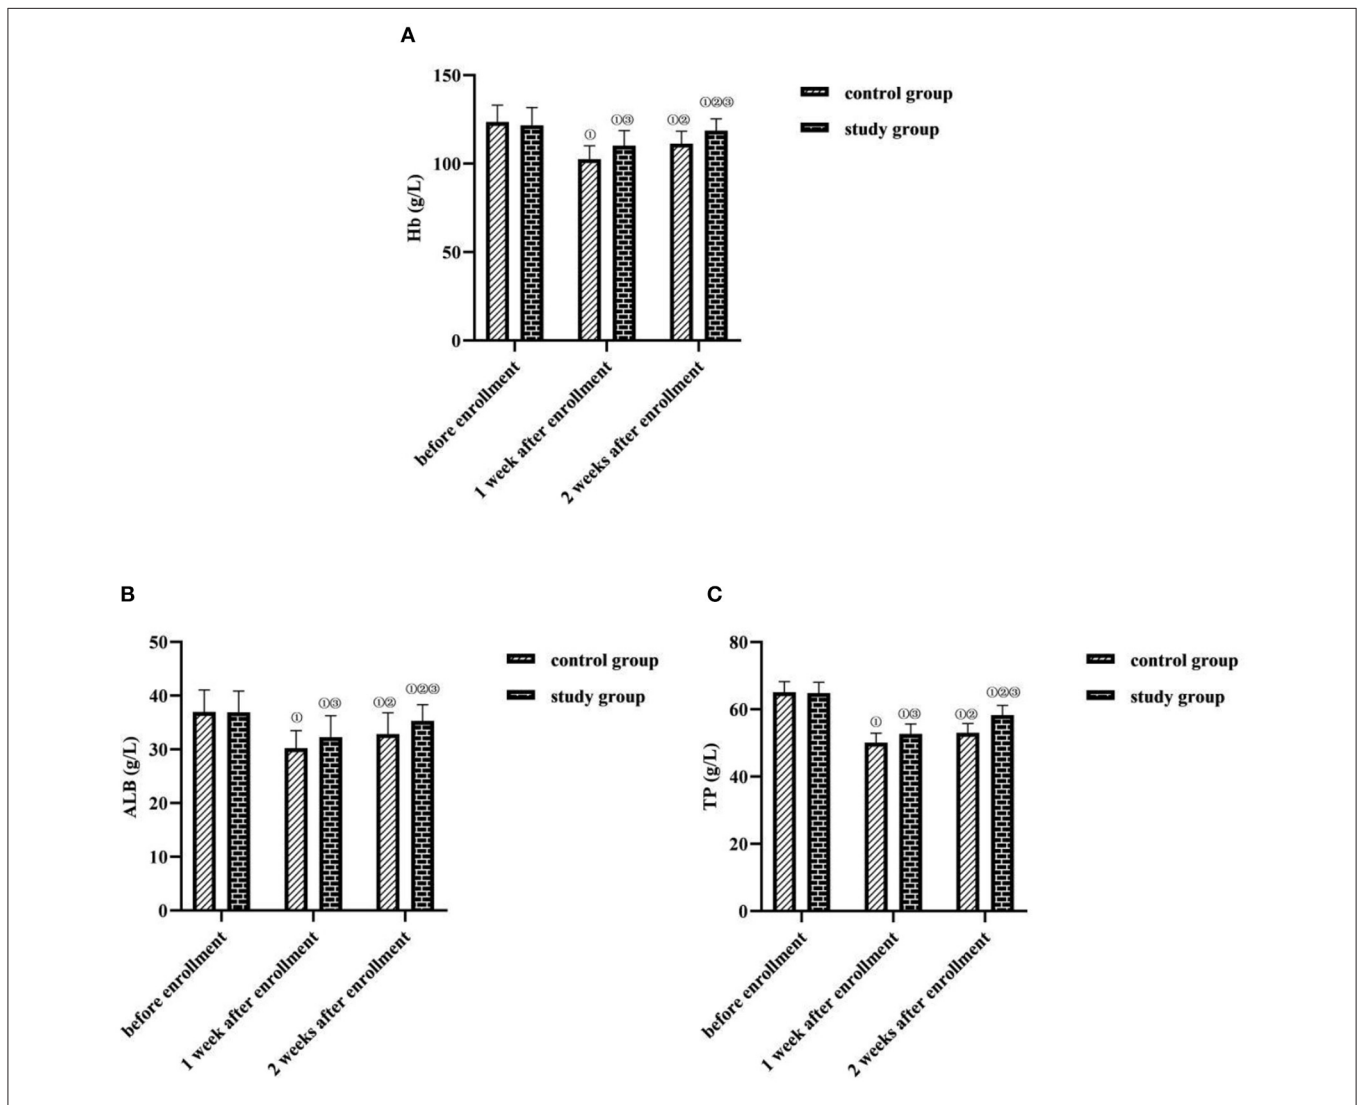 A
150
100
50
0
Hb (g/L)
①
①③
①②
①②③
control group
study group
before enrollment
1 week after enrollment
2 weeks after enrollment
B
50
40
30
20
10
0
ALB (g/L)
①
①③
①②
①②③
control group
study group
before enrollment
1 week after enrollment
2 weeks after enrollment
C
80
60
40
20
0
TP (g/L)
①
①③
①②
①②③
control group
study group
before enrollment
1 week after enrollment
2 weeks after enrollment